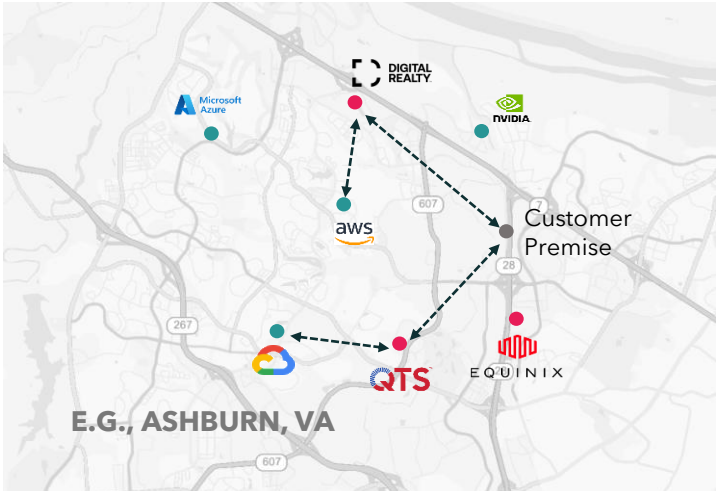 DIGITAL
REALTY
Microsoft
Azure
NVIDIA
607
7
aws
Customer
Premise
28
267
QTS
EQUINIX
E.G., ASHBURN, VA
607